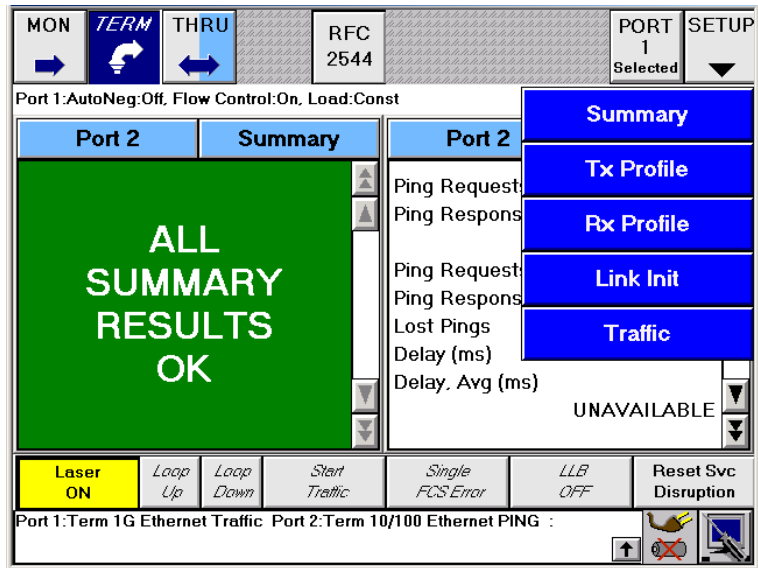 MON TERM THRU RFC 2544 PORT 1 Selected SETUP
Port 1:AutoNeg:Off, Flow Control:On, Load:Const
Port 2 Summary
ALL
SUMMARY
RESULTS
OK
Port 2
Ping Requests
Ping Respons
Ping Requests
Ping Respons
Lost Pings
Delay (ms)
Delay, Avg (ms)
UNAVAILABLE
Summary
Tx Profile
Rx Profile
Link Init
Traffic
Laser ON
Loop Up
Loop Down
Start Traffic
Single FCS Error
LLB OFF
Reset Svc Disruption
Port 1:Term 1G Ethernet Traffic Port 2:Term 10/100 Ethernet PING :